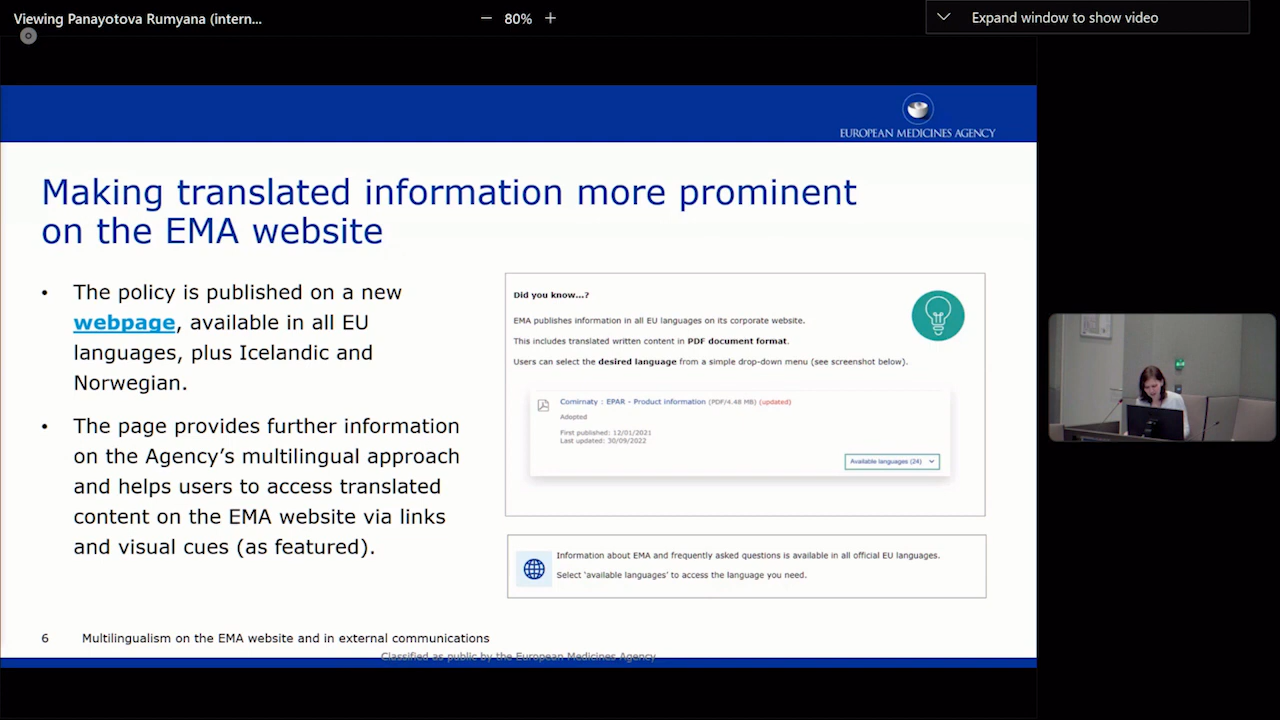 Viewing Panayotova Rumyana (intern...
80%
Expand window to show video
EUROPEAN MEDICINES AGENCY
Making translated information more prominent
on the EMA website
• The policy is published on a new
webpage, available in all EU
languages, plus Icelandic and
Norwegian.
• The page provides further information
on the Agency's multilingual approach
and helps users to access translated
content on the EMA website via links
and visual cues (as featured).
Did you know...?
EMA publishes information in all EU languages on its corporate website.
This includes translated written content in PDF document format.
Users can select the desired language from a simple drop-down menu (see screenshot below).
Comirnaty : EPAR - Product information (PDF/4.48 MB) (updated)
Adopted
First published: 12/01/2021
Last updated: 30/09/2022
Available languages (24)
Information about EMA and frequently asked questions is available in all official EU languages.
Select 'available languages' to access the language you need.
6 Multilingualism on the EMA website and in external communications
Classified as public by the European Medicines Agency